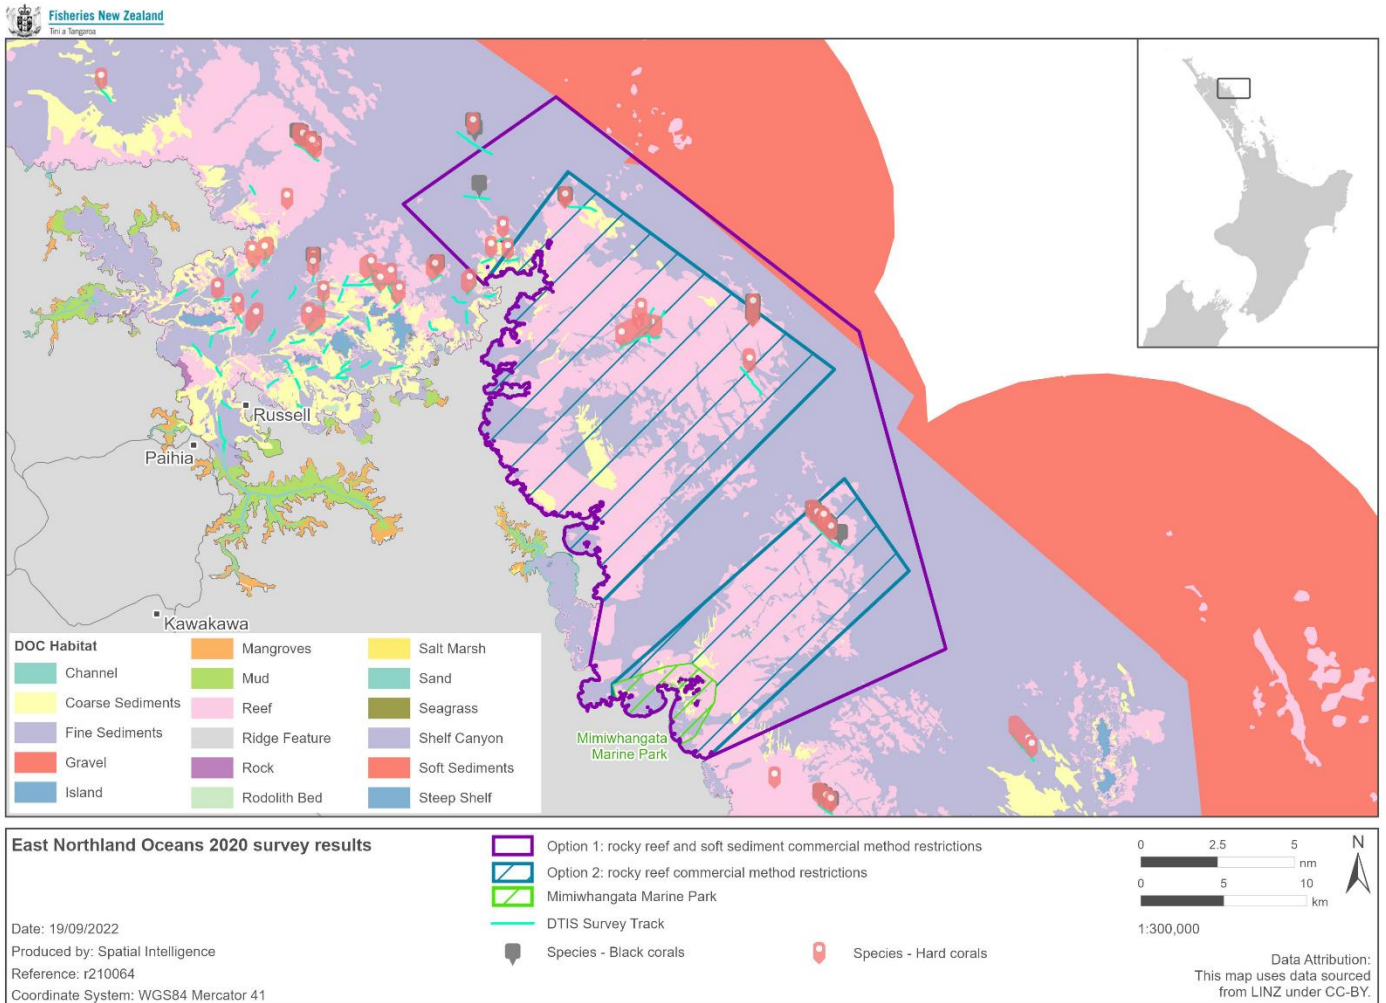 Fisheries New Zealand
Tini a Tangaroa
Russell
Paihia
Kawakawa
Mimiwhangata
Marine Park
DOC Habitat
Channel
Coarse Sediments
Fine Sediments
Gravel
Island
Mangroves
Mud
Reef
Ridge Feature
Rock
Rodolith Bed
Salt Marsh
Sand
Seagrass
Shelf Canyon
Soft Sediments
Steep Shelf
East Northland Oceans 2020 survey results
Date: 19/09/2022
Produced by: Spatial Intelligence
Reference: r210064
Coordinate System: WGS84 Mercator 41
Option 1: rocky reef and soft sediment commercial method restrictions
Option 2: rocky reef commercial method restrictions
Mimiwhangata Marine Park
DTIS Survey Track
Species - Black corals
Species - Hard corals
0 2.5 5
nm
0 5 10
km
N
1:300,000
Data Attribution:
This map uses data sourced
from LINZ under CC-BY.